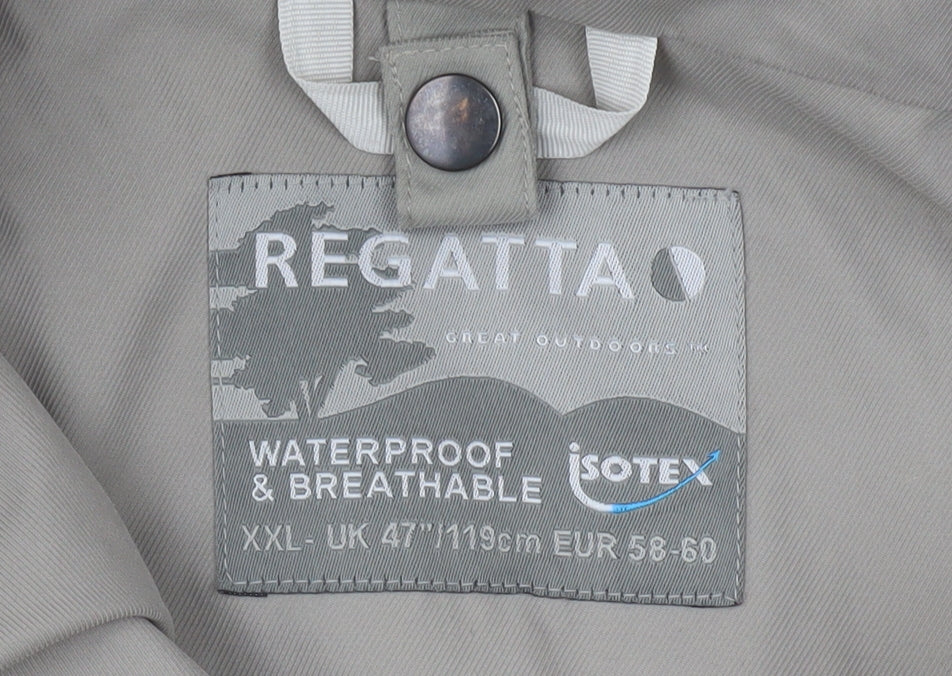 REGATTA
GREAT OUTDOORS
WATERPROOF
& BREATHABLE
ISOTEX
XXL- UK 47"/119cm EUR 58-60